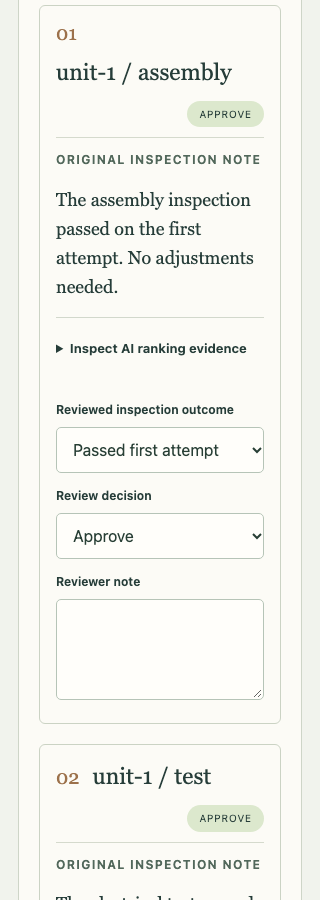 01
unit-1 / assembly
APPROVE
ORIGINAL INSPECTION NOTE
The assembly inspection
passed on the first
attempt. No adjustments
needed.
Inspect AI ranking evidence
Reviewed inspection outcome
Passed first attempt
Review decision
Approve
Reviewer note
02 unit-1 / test
APPROVE
ORIGINAL INSPECTION NOTE